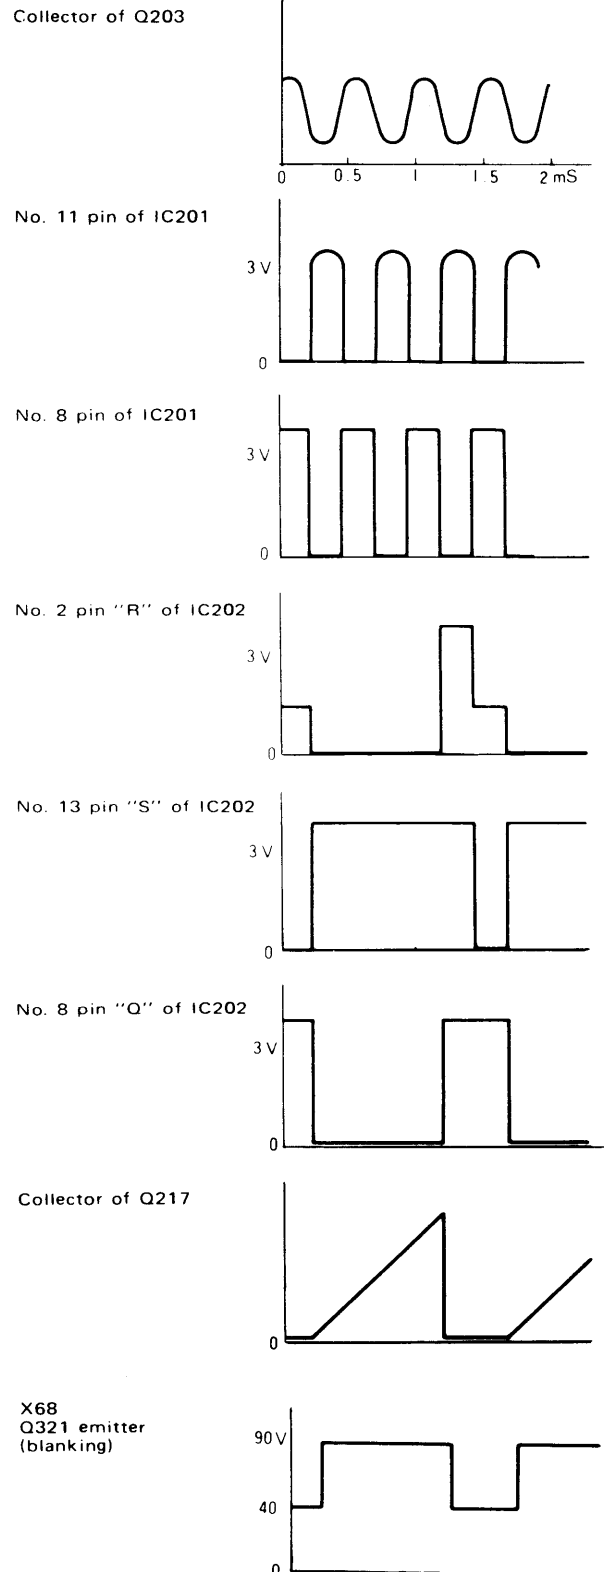 Collector of Q203
0 0.5 1 1.5 2 mS
No. 11 pin of IC201
3 V
0
No. 8 pin of IC201
3 V
0
No. 2 pin "R" of IC202
3 V
0
No. 13 pin "S" of IC202
3 V
0
No. 8 pin "Q" of IC202
3 V
0
Collector of Q217
0
X68
Q321 emitter
(blanking)
90 V
40
0